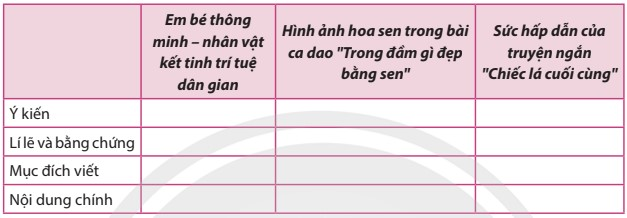 Em bé thông
minh – nhân vật
kết tinh trí tuệ
dân gian
Hình ảnh hoa sen trong bài
ca dao "Trong đầm gì đẹp
bằng sen"
Sức hấp dẫn của
truyện ngắn
"Chiếc lá cuối cùng"
Ý kiến
Lí lẽ và bằng chứng
Mục đích viết
Nội dung chính